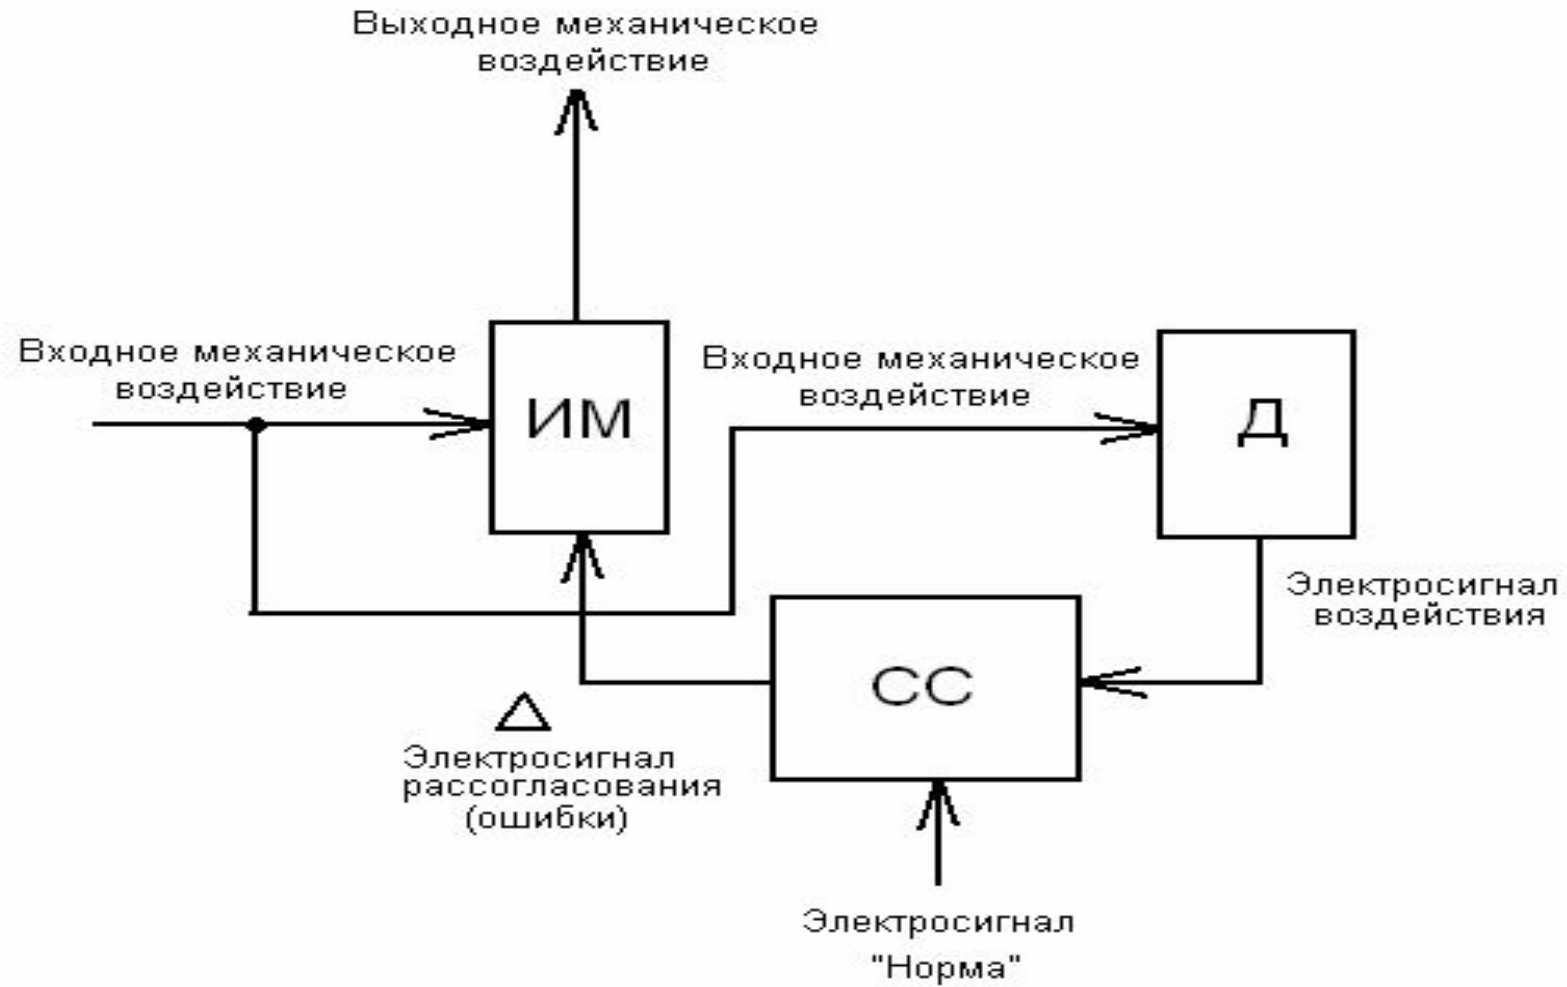 Выходное механическое
воздействие
Входное механическое
воздействие
ИМ
Входное механическое
воздействие
Д
Электросигнал
воздействия
СС
Электросигнал
рассогласования
(ошибки)
Электросигнал
"Норма"